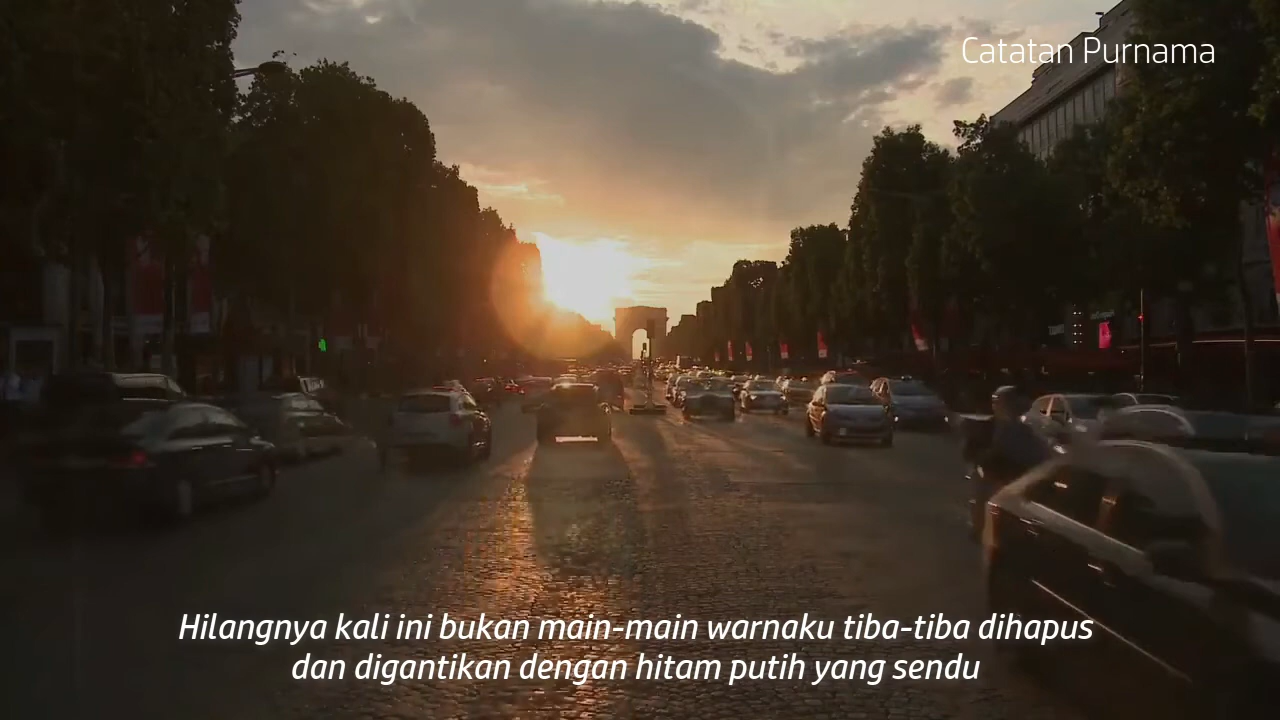 Catatan Purnama
Hilangnya kali ini bukan main-main warnaku tiba-tiba dihapus
dan digantikan dengan hitam putih yang sendu